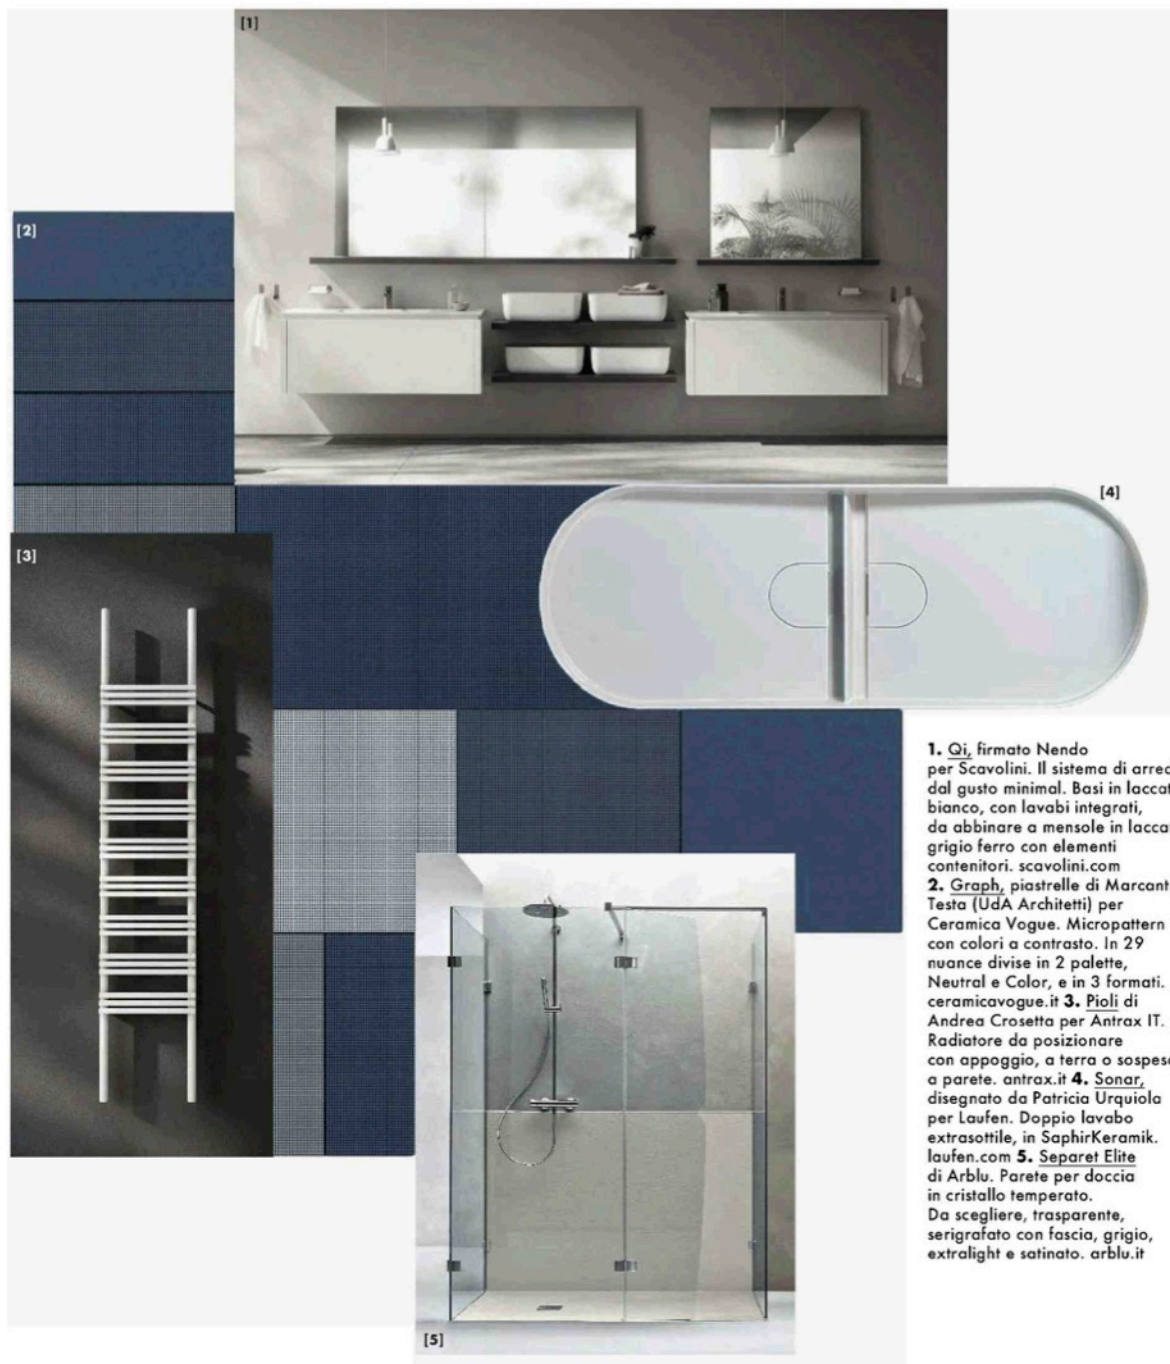 [1]
[2]
[3]
[4]
[5]
1. Qi, firmato Nendo
per Scavolini. Il sistema di arred
dal gusto minimal. Basi in laccat
bianco, con lavabi integrati,
da abbinare a mensole in lacca
grigio ferro con elementi
contenitori. scavolini.com
2. Graph, piastrelle di Marcant
Testa (UdA Architetti) per
Ceramica Vogue. Micropattern
con colori a contrasto. In 29
nuance divise in 2 palette,
Neutral e Color, e in 3 formati.
ceramicavogue.it 3. Pioli di
Andrea Crosetta per Antrax IT.
Radiatore da posizionare
con appoggio, a terra o sospes
a parete. antrax.it 4. Sonar,
disegnato da Patricia Urquiola
per Laufen. Doppio lavabo
extrasottile, in SaphirKeramik.
laufen.com 5. Separet Elite
di Arblu. Parete per doccia
in cristallo temperato.
Da scegliere, trasparente,
serigrafato con fascia, grigio,
extralight e satinato. arblu.it